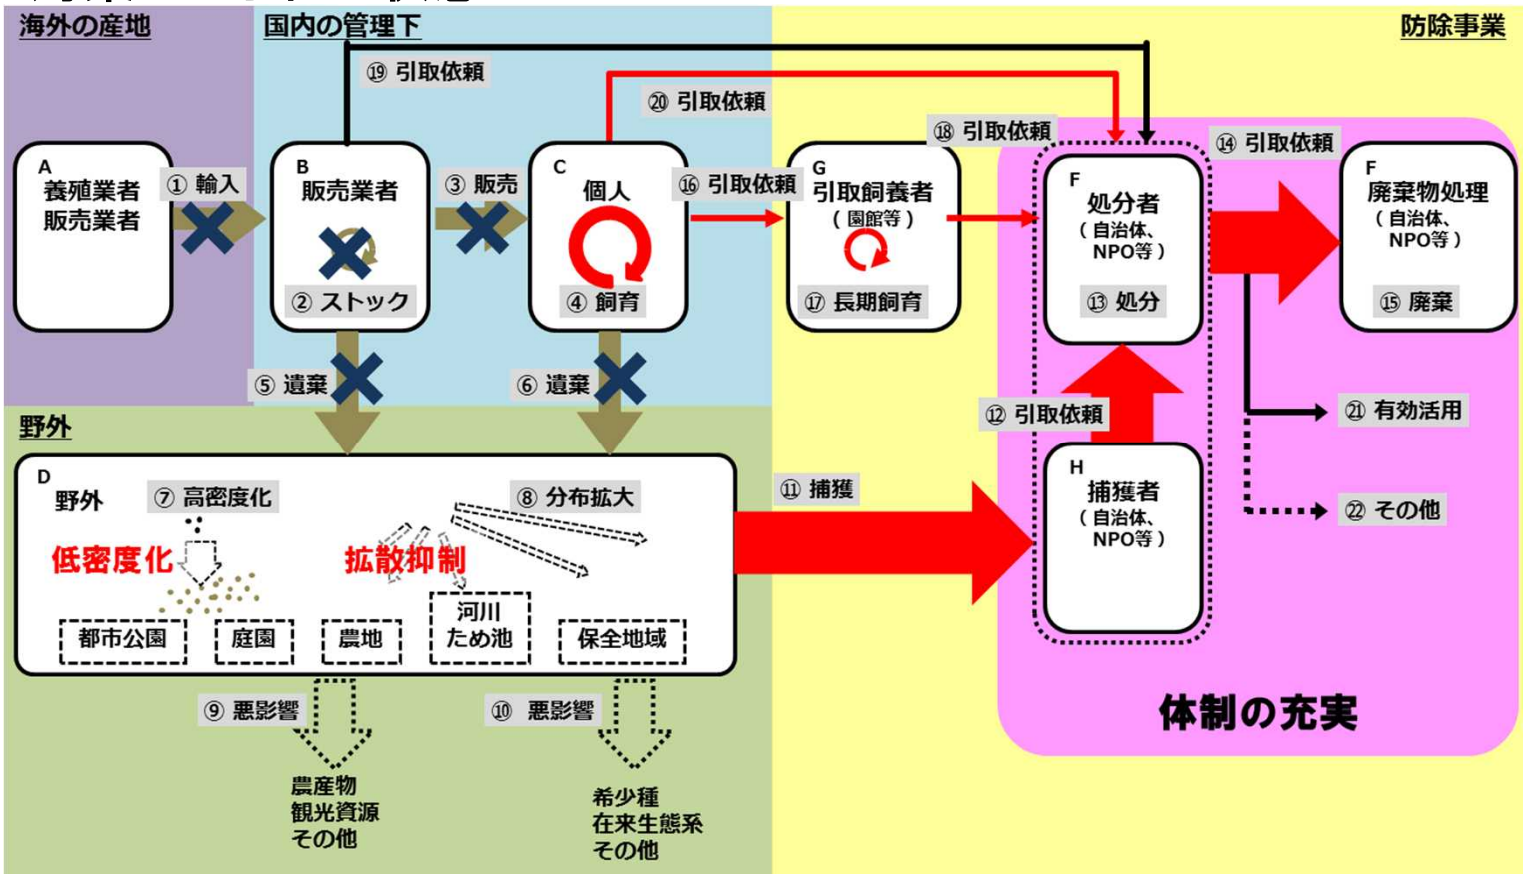 海外の産地
国内の管理下
防除事業
⑲ 引取依頼
⑳ 引取依頼
⑱ 引取依頼
⑭ 引取依頼
A
養殖業者
販売業者
① 輸入
B
販売業者
② ストック
③ 販売
C
個人
④ 飼育
⑯ 引取依頼
G
引取飼養者
(園館等)
⑰ 長期飼育
F
処分者
(自治体、
NPO等)
⑬ 処分
F
廃棄物処理
(自治体、
NPO等)
⑮ 廃棄
⑤ 遺棄
⑥ 遺棄
⑫ 引取依頼
㉑ 有効活用
㉒ その他
野外
D
野外
⑦ 高密度化
⑧ 分布拡大
低密度化
拡散抑制
都市公園
庭園
農地
河川
ため池
保全地域
⑪ 捕獲
H
捕獲者
(自治体、
NPO等)
体制の充実
⑨ 悪影響
⑩ 悪影響
農産物
観光資源
その他
希少種
在来生態系
その他